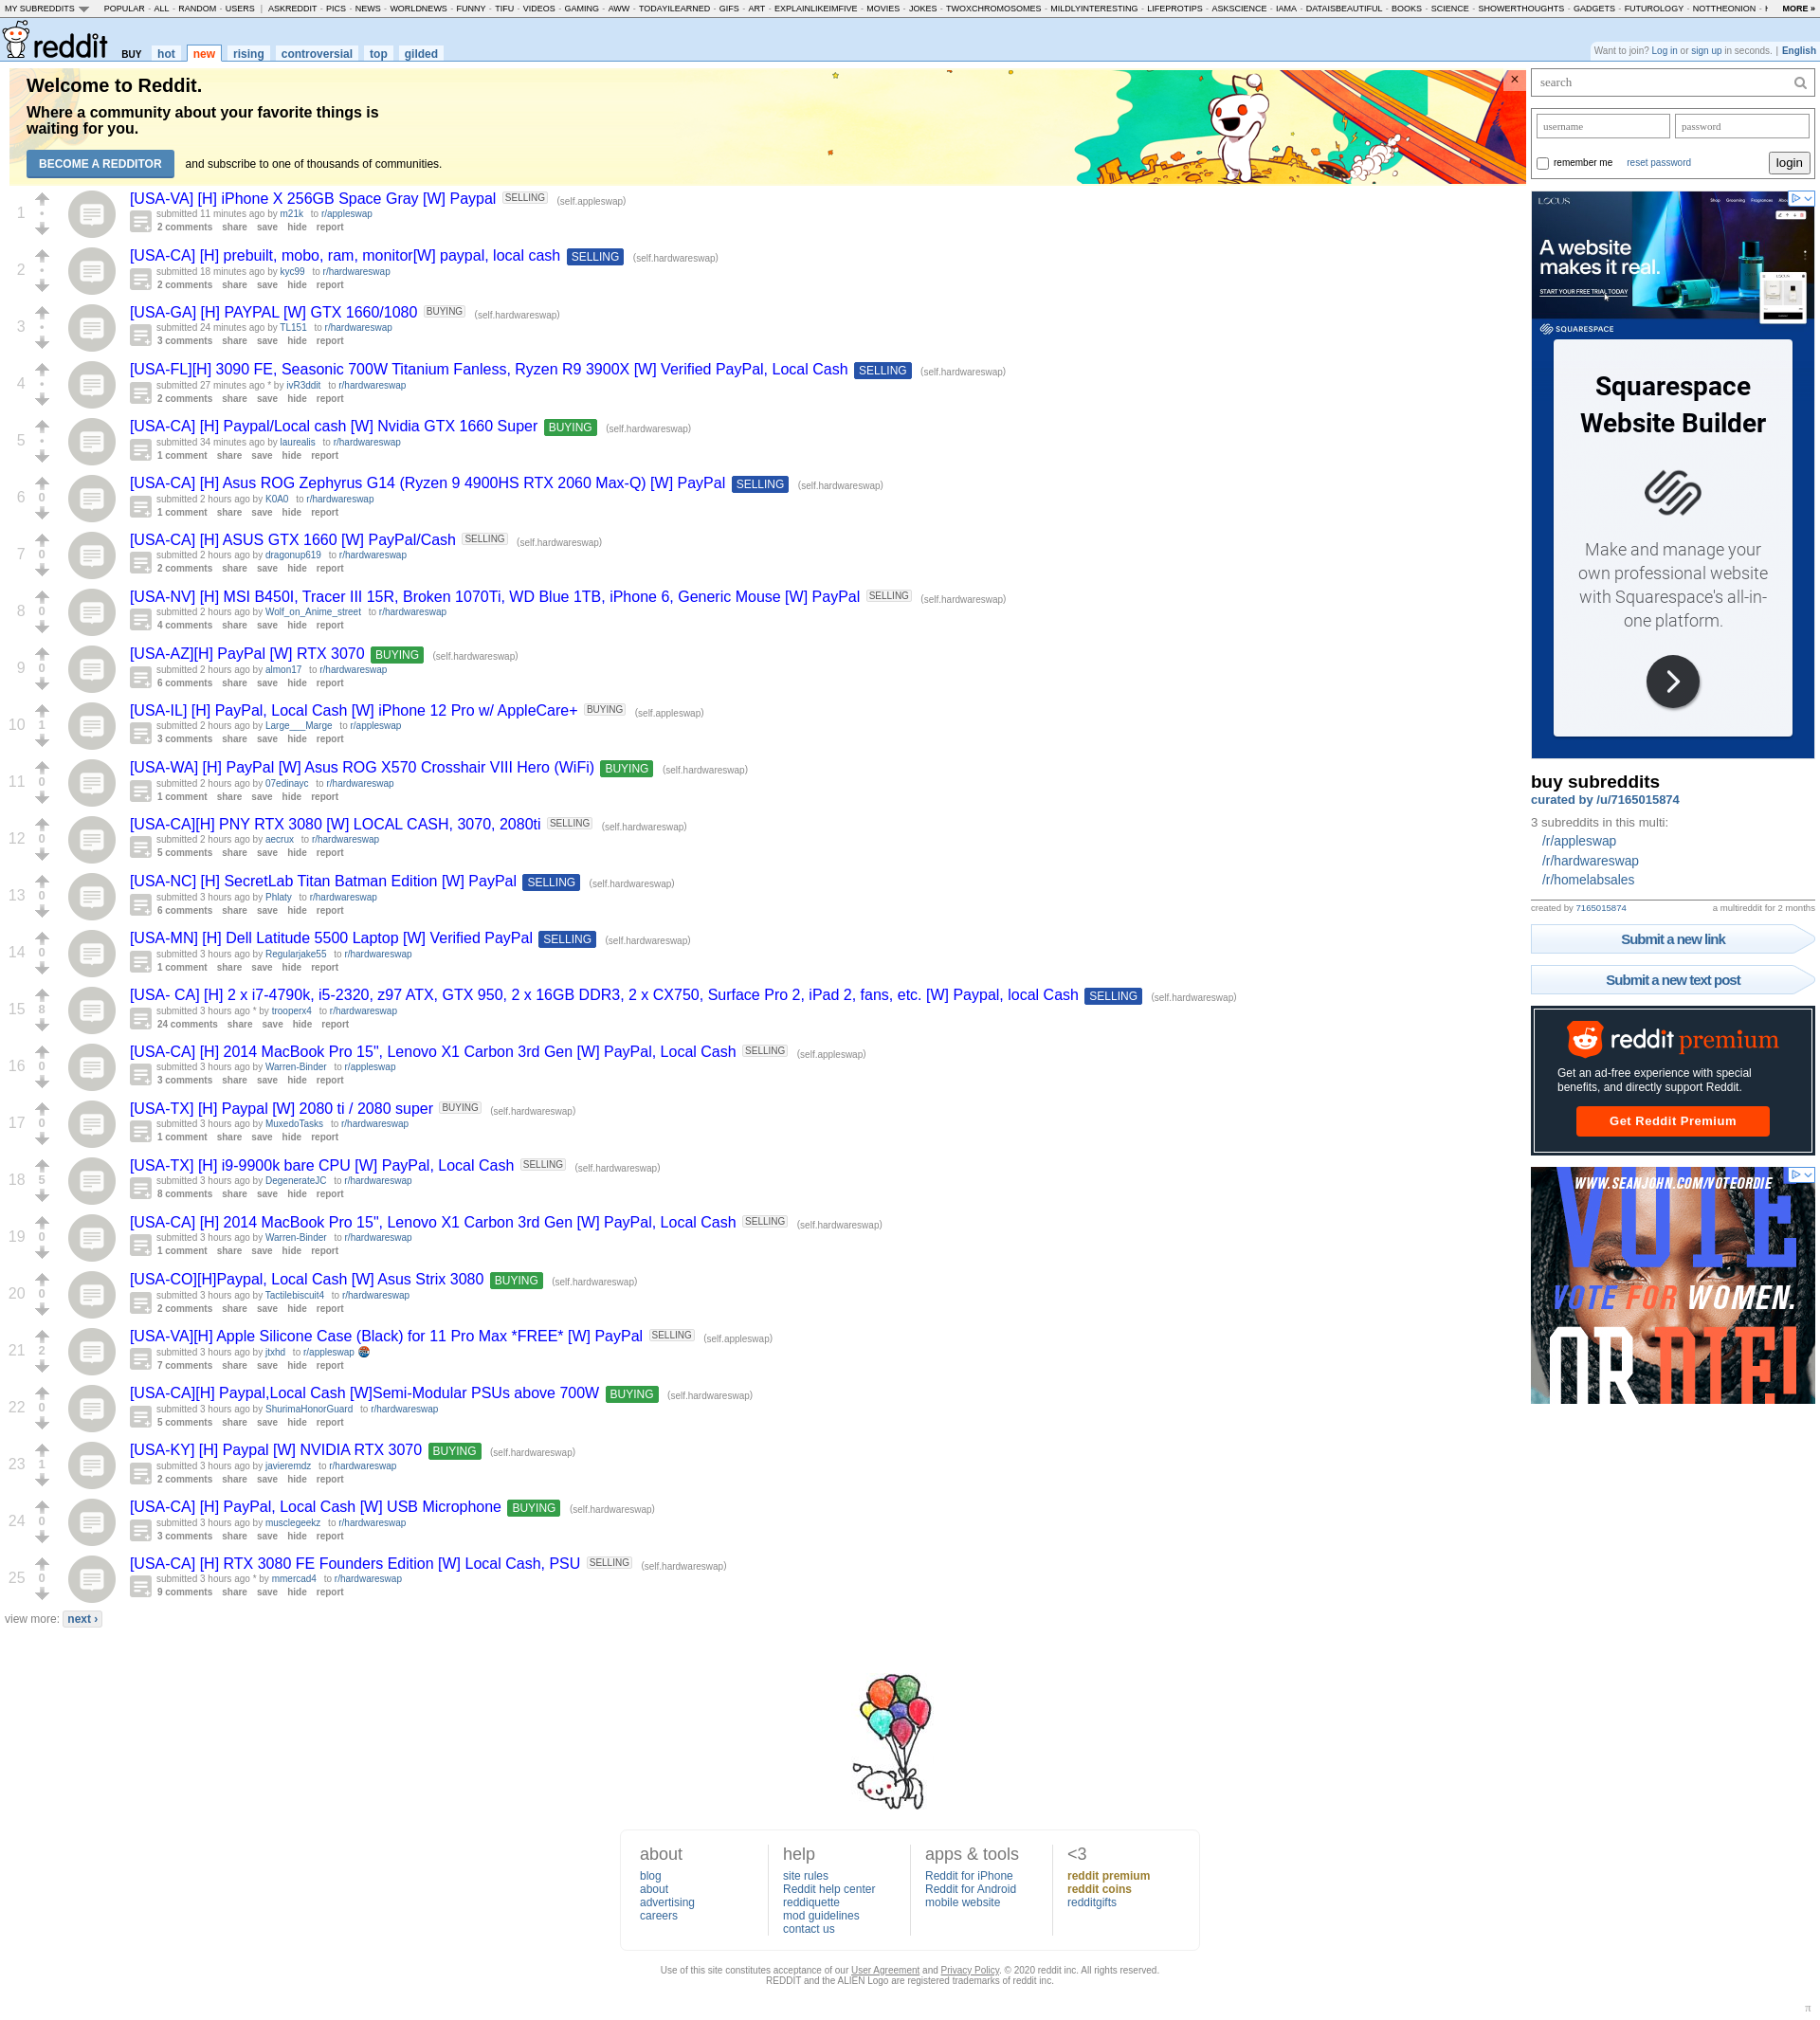 MY SUBREDDITS POPULAR - ALL - RANDOM - USERS | ASKREDDIT - PICS - NEWS - WORLDNEWS - FUNNY - TIFU - VIDEOS - GAMING - AWW - TODAYILEARNED - GIFS - ART - EXPLAINLIKEIMFIVE - MOVIES - JOKES - TWOXCHROMOSOMES - MILDLYINTERESTING - LIFEPROTIPS - ASKSCIENCE - IAMA - DATAISBEAUTIFUL - BOOKS - SCIENCE - SHOWERTHOUGHTS - GADGETS - FUTUROLOGY - NOTTHEONION - MORE »
reddit BUY hot new rising controversial top gilded
Want to join? Log in or sign up in seconds. | English
Welcome to Reddit.
Where a community about your favorite things is
waiting for you.
BECOME A REDDITOR and subscribe to one of thousands of communities.
1 [USA-VA] [H] iPhone X 256GB Space Gray [W] Paypal SELLING (self.appleswap)
• submitted 11 minutes ago by m21k to r/appleswap
2 comments share save hide report
2 [USA-CA] [H] prebuilt, mobo, ram, monitor[W] paypal, local cash SELLING (self.hardwareswap)
• submitted 18 minutes ago by kyc99 to r/hardwareswap
2 comments share save hide report
3 [USA-GA] [H] PAYPAL [W] GTX 1660/1080 BUYING (self.hardwareswap)
• submitted 24 minutes ago by TL151 to r/hardwareswap
3 comments share save hide report
4 [USA-FL][H] 3090 FE, Seasonic 700W Titanium Fanless, Ryzen R9 3900X [W] Verified PayPal, Local Cash SELLING (self.hardwareswap)
• submitted 27 minutes ago * by ivR3ddit to r/hardwareswap
2 comments share save hide report
5 [USA-CA] [H] Paypal/Local cash [W] Nvidia GTX 1660 Super BUYING (self.hardwareswap)
• submitted 34 minutes ago by laurealis to r/hardwareswap
1 comment share save hide report
6 [USA-CA] [H] Asus ROG Zephyrus G14 (Ryzen 9 4900HS RTX 2060 Max-Q) [W] PayPal SELLING (self.hardwareswap)
0 submitted 2 hours ago by K0A0 to r/hardwareswap
1 comment share save hide report
7 [USA-CA] [H] ASUS GTX 1660 [W] PayPal/Cash SELLING (self.hardwareswap)
0 submitted 2 hours ago by dragonup619 to r/hardwareswap
2 comments share save hide report
8 [USA-NV] [H] MSI B450I, Tracer III 15R, Broken 1070Ti, WD Blue 1TB, iPhone 6, Generic Mouse [W] PayPal SELLING (self.hardwareswap)
0 submitted 2 hours ago by Wolf_on_Anime_street to r/hardwareswap
4 comments share save hide report
9 [USA-AZ][H] PayPal [W] RTX 3070 BUYING (self.hardwareswap)
0 submitted 2 hours ago by almon17 to r/hardwareswap
6 comments share save hide report
10 [USA-IL] [H] PayPal, Local Cash [W] iPhone 12 Pro w/ AppleCare+ BUYING (self.appleswap)
1 submitted 2 hours ago by Large___Marge to r/appleswap
3 comments share save hide report
11 [USA-WA] [H] PayPal [W] Asus ROG X570 Crosshair VIII Hero (WiFi) BUYING (self.hardwareswap)
0 submitted 2 hours ago by 07edinayc to r/hardwareswap
1 comment share save hide report
12 [USA-CA][H] PNY RTX 3080 [W] LOCAL CASH, 3070, 2080ti SELLING (self.hardwareswap)
0 submitted 2 hours ago by aecrux to r/hardwareswap
5 comments share save hide report
13 [USA-NC] [H] SecretLab Titan Batman Edition [W] PayPal SELLING (self.hardwareswap)
0 submitted 3 hours ago by Phlaty to r/hardwareswap
6 comments share save hide report
14 [USA-MN] [H] Dell Latitude 5500 Laptop [W] Verified PayPal SELLING (self.hardwareswap)
0 submitted 3 hours ago by Regularjake55 to r/hardwareswap
1 comment share save hide report
15 [USA- CA] [H] 2 x i7-4790k, i5-2320, z97 ATX, GTX 950, 2 x 16GB DDR3, 2 x CX750, Surface Pro 2, iPad 2, fans, etc. [W] Paypal, local Cash SELLING (self.hardwareswap)
8 submitted 3 hours ago * by trooperx4 to r/hardwareswap
24 comments share save hide report
16 [USA-CA] [H] 2014 MacBook Pro 15", Lenovo X1 Carbon 3rd Gen [W] PayPal, Local Cash SELLING (self.appleswap)
0 submitted 3 hours ago by Warren-Binder to r/appleswap
3 comments share save hide report
17 [USA-TX] [H] Paypal [W] 2080 ti / 2080 super BUYING (self.hardwareswap)
0 submitted 3 hours ago by MuxedoTasks to r/hardwareswap
1 comment share save hide report
18 [USA-TX] [H] i9-9900k bare CPU [W] PayPal, Local Cash SELLING (self.hardwareswap)
5 submitted 3 hours ago by DegenerateJC to r/hardwareswap
8 comments share save hide report
19 [USA-CA] [H] 2014 MacBook Pro 15", Lenovo X1 Carbon 3rd Gen [W] PayPal, Local Cash SELLING (self.hardwareswap)
0 submitted 3 hours ago by Warren-Binder to r/hardwareswap
1 comment share save hide report
20 [USA-CO][H]Paypal, Local Cash [W] Asus Strix 3080 BUYING (self.hardwareswap)
0 submitted 3 hours ago by Tactilebiscuit4 to r/hardwareswap
2 comments share save hide report
21 [USA-VA][H] Apple Silicone Case (Black) for 11 Pro Max *FREE* [W] PayPal SELLING (self.appleswap)
2 submitted 3 hours ago by jtxhd to r/appleswap
7 comments share save hide report
22 [USA-CA][H] Paypal,Local Cash [W]Semi-Modular PSUs above 700W BUYING (self.hardwareswap)
0 submitted 3 hours ago by ShurimaHonorGuard to r/hardwareswap
5 comments share save hide report
23 [USA-KY] [H] Paypal [W] NVIDIA RTX 3070 BUYING (self.hardwareswap)
1 submitted 3 hours ago by javieremdz to r/hardwareswap
2 comments share save hide report
24 [USA-CA] [H] PayPal, Local Cash [W] USB Microphone BUYING (self.hardwareswap)
0 submitted 3 hours ago by musclegeekz to r/hardwareswap
3 comments share save hide report
25 [USA-CA] [H] RTX 3080 FE Founders Edition [W] Local Cash, PSU SELLING (self.hardwareswap)
0 submitted 3 hours ago * by mmercad4 to r/hardwareswap
9 comments share save hide report
view more: next ›
search
username password
remember me reset password login
LOCUS
A website
makes it real.
START YOUR FREE TRIAL TODAY
SQUARESPACE
Squarespace
Website Builder
Make and manage your
own professional website
with Squarespace's all-in-
one platform.
buy subreddits
curated by /u/7165015874
3 subreddits in this multi:
/r/appleswap
/r/hardwareswap
/r/homelabsales
created by 7165015874 a multireddit for 2 months
Submit a new link
Submit a new text post
reddit premium
Get an ad-free experience with special
benefits, and directly support Reddit.
Get Reddit Premium
VOTE
WWW.SEANJOHN.COM/VOTEORDIE
VOTE FOR WOMEN.
OR DIE!
about
blog
about
advertising
careers
help
site rules
Reddit help center
reddiquette
mod guidelines
contact us
apps & tools
Reddit for iPhone
Reddit for Android
mobile website
<3
reddit premium
reddit coins
redditgifts
Use of this site constitutes acceptance of our User Agreement and Privacy Policy. © 2020 reddit inc. All rights reserved.
REDDIT and the ALIEN Logo are registered trademarks of reddit inc.
π